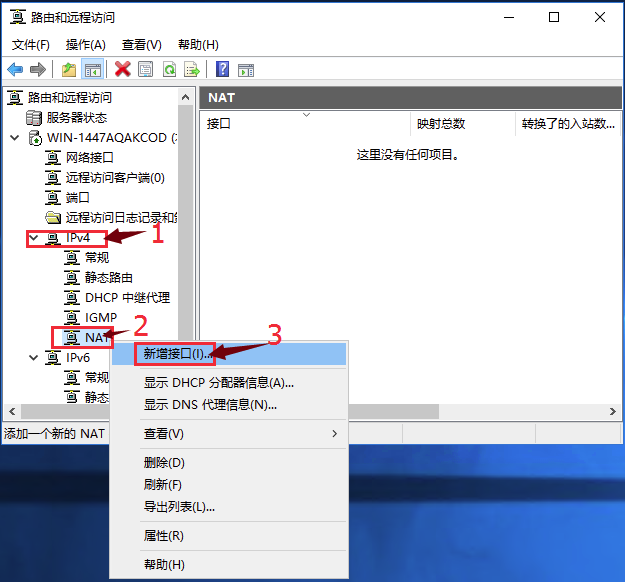 路由和远程访问
文件(F) 操作(A) 查看(V) 帮助(H)
路由和远程访问
服务器状态
WIN-1447AQAKCOD (
网络接口
远程访问客户端(0)
端口
远程访问日志记录和
IPv4
1
常规
静态路由
DHCP 中继代理
IGMP
NAT
2
IPv6
常规
静态
添加一个新的 NAT
NAT
接口 映射总数 转换了的入站数...
这里没有任何项目。
新增接口(I)...
3
显示 DHCP 分配器信息(A)...
显示 DNS 代理信息(N)...
查看(V)
删除(D)
刷新(F)
导出列表(L)...
属性(R)
帮助(H)